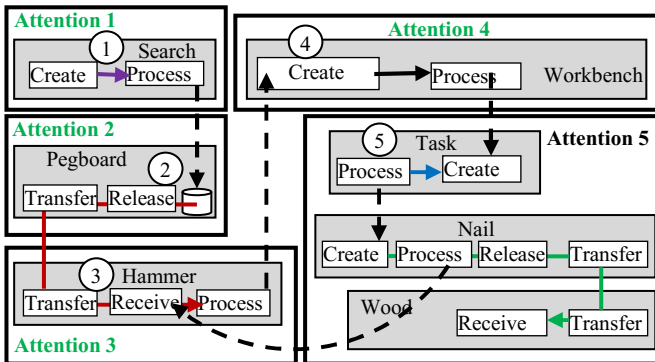 Attention 1
1
Search
Create
Process
Attention 2
Pegboard
2
Transfer
Release
3
Hammer
Transfer
Receive
Process
Attention 3
Attention 4
4
Create
Process
Workbench
Attention 5
5
Task
Process
Create
Nail
Create
Process
Release
Transfer
Wood
Receive
Transfer